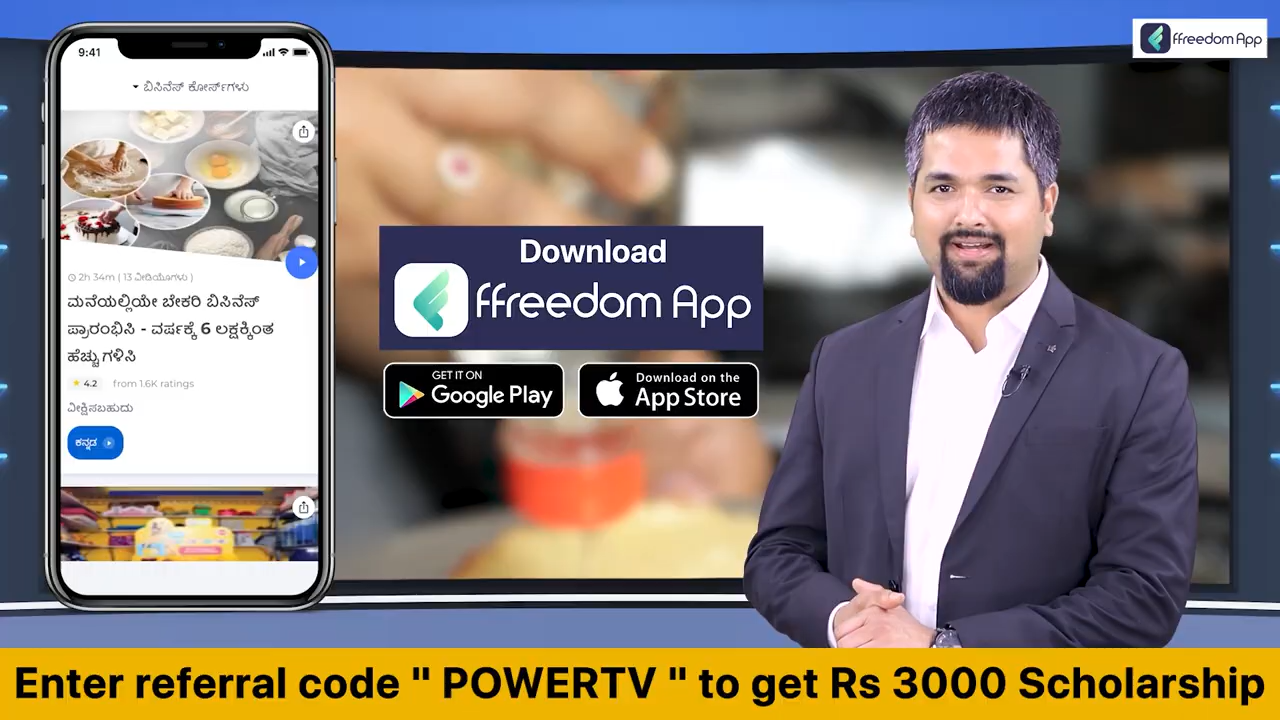 9:41
ಬಿಸಿನೆಸ್ ಕೋರ್ಸ್‌ಗಳು
2h 34m ( 13 ವೀಡಿಯೊಗಳು )
ಮನೆಯಲ್ಲಿಯೇ ಬೇಕರಿ ಬಿಸಿನೆಸ್
ಪ್ರಾರಂಭಿಸಿ - ವರ್ಷಕ್ಕೆ 6 ಲಕ್ಷಕ್ಕಿಂತ
ಹೆಚ್ಚು ಗಳಿಸಿ
4.2 from 1.6K ratings
ವೀಕ್ಷಿಸಬಹುದು
ಕನ್ನಡ
Download
ffreedom App
GET IT ON
Google Play
Download on the
App Store
ffreedom App
Enter referral code " POWERTV " to get Rs 3000 Scholarship